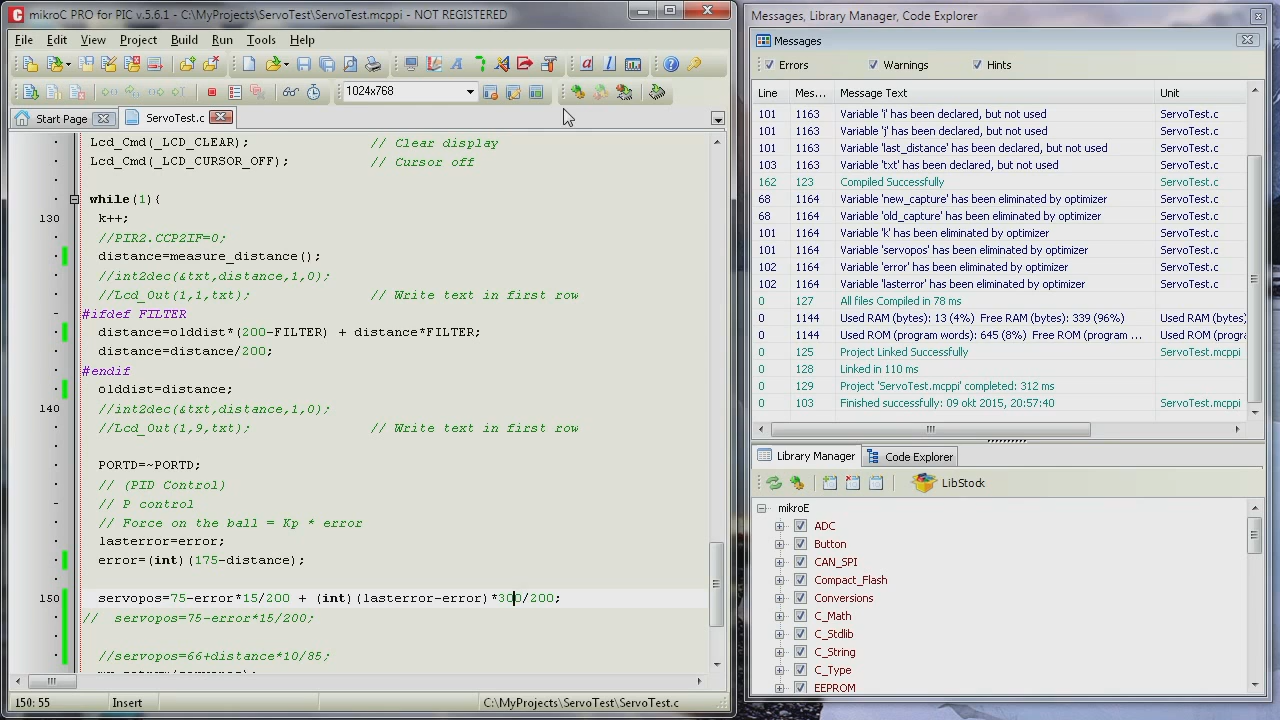 mikroC PRO for PIC v.5.6.1 - C:\MyProjects\ServoTest\ServoTest.mcppi - NOT REGISTERED
File Edit View Project Build Run Tools Help
1024x768
Start Page ServoTest.c
Lcd_Cmd(_LCD_CLEAR); // Clear display
Lcd_Cmd(_LCD_CURSOR_OFF); // Cursor off
while(1){
130 k++;
//PIR2.CCP2IF=0;
distance=measure_distance();
//int2dec(&txt,distance,1,0);
//Lcd_Out(1,1,txt); // Write text in first row
#ifdef FILTER
distance=olddist*(200-FILTER) + distance*FILTER;
distance=distance/200;
#endif
olddist=distance;
140 //int2dec(&txt,distance,1,0);
//Lcd_Out(1,9,txt); // Write text in first row
PORTD=~PORTD;
// (PID Control)
// P control
// Force on the ball = Kp * error
lasterror=error;
error=(int)(175-distance);
150 servopos=75-error*15/200 + (int)(lasterror-error)*300/200;
// servopos=75-error*15/200;
//servopos=66+distance*10/85;
150: 55 Insert C:\MyProjects\ServoTest\ServoTest.c
Messages, Library Manager, Code Explorer
Messages
Errors Warnings Hints
Line Mes... Message Text Unit
101 1163 Variable 'i' has been declared, but not used ServoTest.c
101 1163 Variable 'j' has been declared, but not used ServoTest.c
101 1163 Variable 'last_distance' has been declared, but not used ServoTest.c
103 1163 Variable 'txt' has been declared, but not used ServoTest.c
162 123 Compiled Successfully ServoTest.c
68 1164 Variable 'new_capture' has been eliminated by optimizer ServoTest.c
68 1164 Variable 'old_capture' has been eliminated by optimizer ServoTest.c
101 1164 Variable 'k' has been eliminated by optimizer ServoTest.c
101 1164 Variable 'servopos' has been eliminated by optimizer ServoTest.c
102 1164 Variable 'error' has been eliminated by optimizer ServoTest.c
102 1164 Variable 'lasterror' has been eliminated by optimizer ServoTest.c
0 127 All files Compiled in 78 ms
0 1144 Used RAM (bytes): 13 (4%) Free RAM (bytes): 339 (96%) Used RAM (bytes)
0 1144 Used ROM (program words): 645 (8%) Free ROM (program ... Used ROM (progra
0 125 Project Linked Successfully ServoTest.mcppi
0 128 Linked in 110 ms
0 129 Project 'ServoTest.mcppi' completed: 312 ms
0 103 Finished successfully: 09 okt 2015, 20:57:40 ServoTest.mcppi
Library Manager Code Explorer
LibStock
mikroE
ADC
Button
CAN_SPI
Compact_Flash
Conversions
C_Math
C_Stdlib
C_String
C_Type
EEPROM